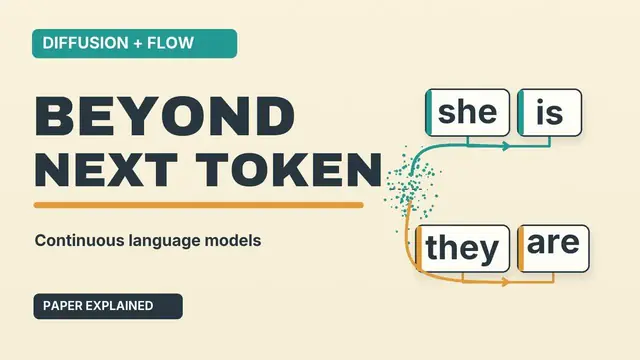 DIFFUSION + FLOW
BEYOND
NEXT TOKEN
Continuous language models
PAPER EXPLAINED
she is
they are